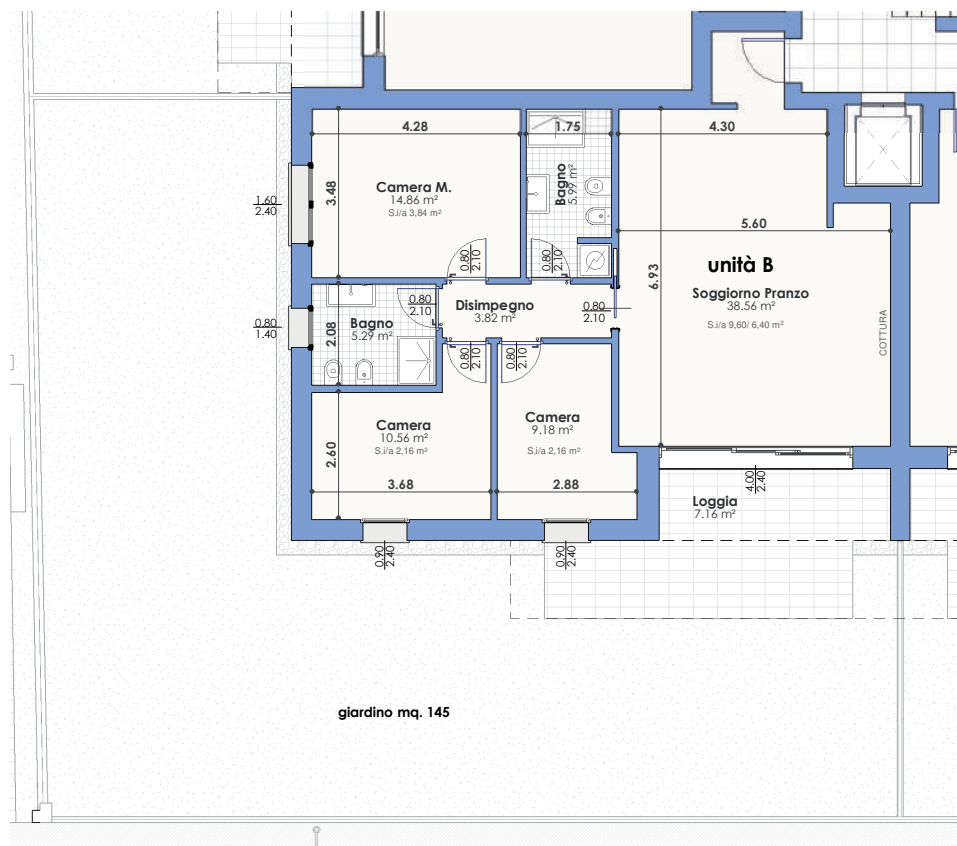 4.28
1.75
4.30
3.48
Camera M.
14.86 m²
S.i/a 3,84 m²
Bagno
5.99 m²
1.60
2.40
0.80
2.10
0.80
2.10
5.60
6.93
unità B
Soggiorno Pranzo
38.56 m²
S.i/a 9,60/ 6,40 m²
COTTURA
0.80
1.40
2.08
Bagno
5.29 m²
0.80
2.10
Disimpegno
3.82 m²
0.80
2.10
0.80
2.10
0.80
2.10
Camera
10.56 m²
S.i/a 2,16 m²
Camera
9.18 m²
S.i/a 2,16 m²
2.60
3.68
2.88
4.00
2.40
Loggia
7.16 m²
0.90
2.40
0.90
2.40
giardino mq. 145